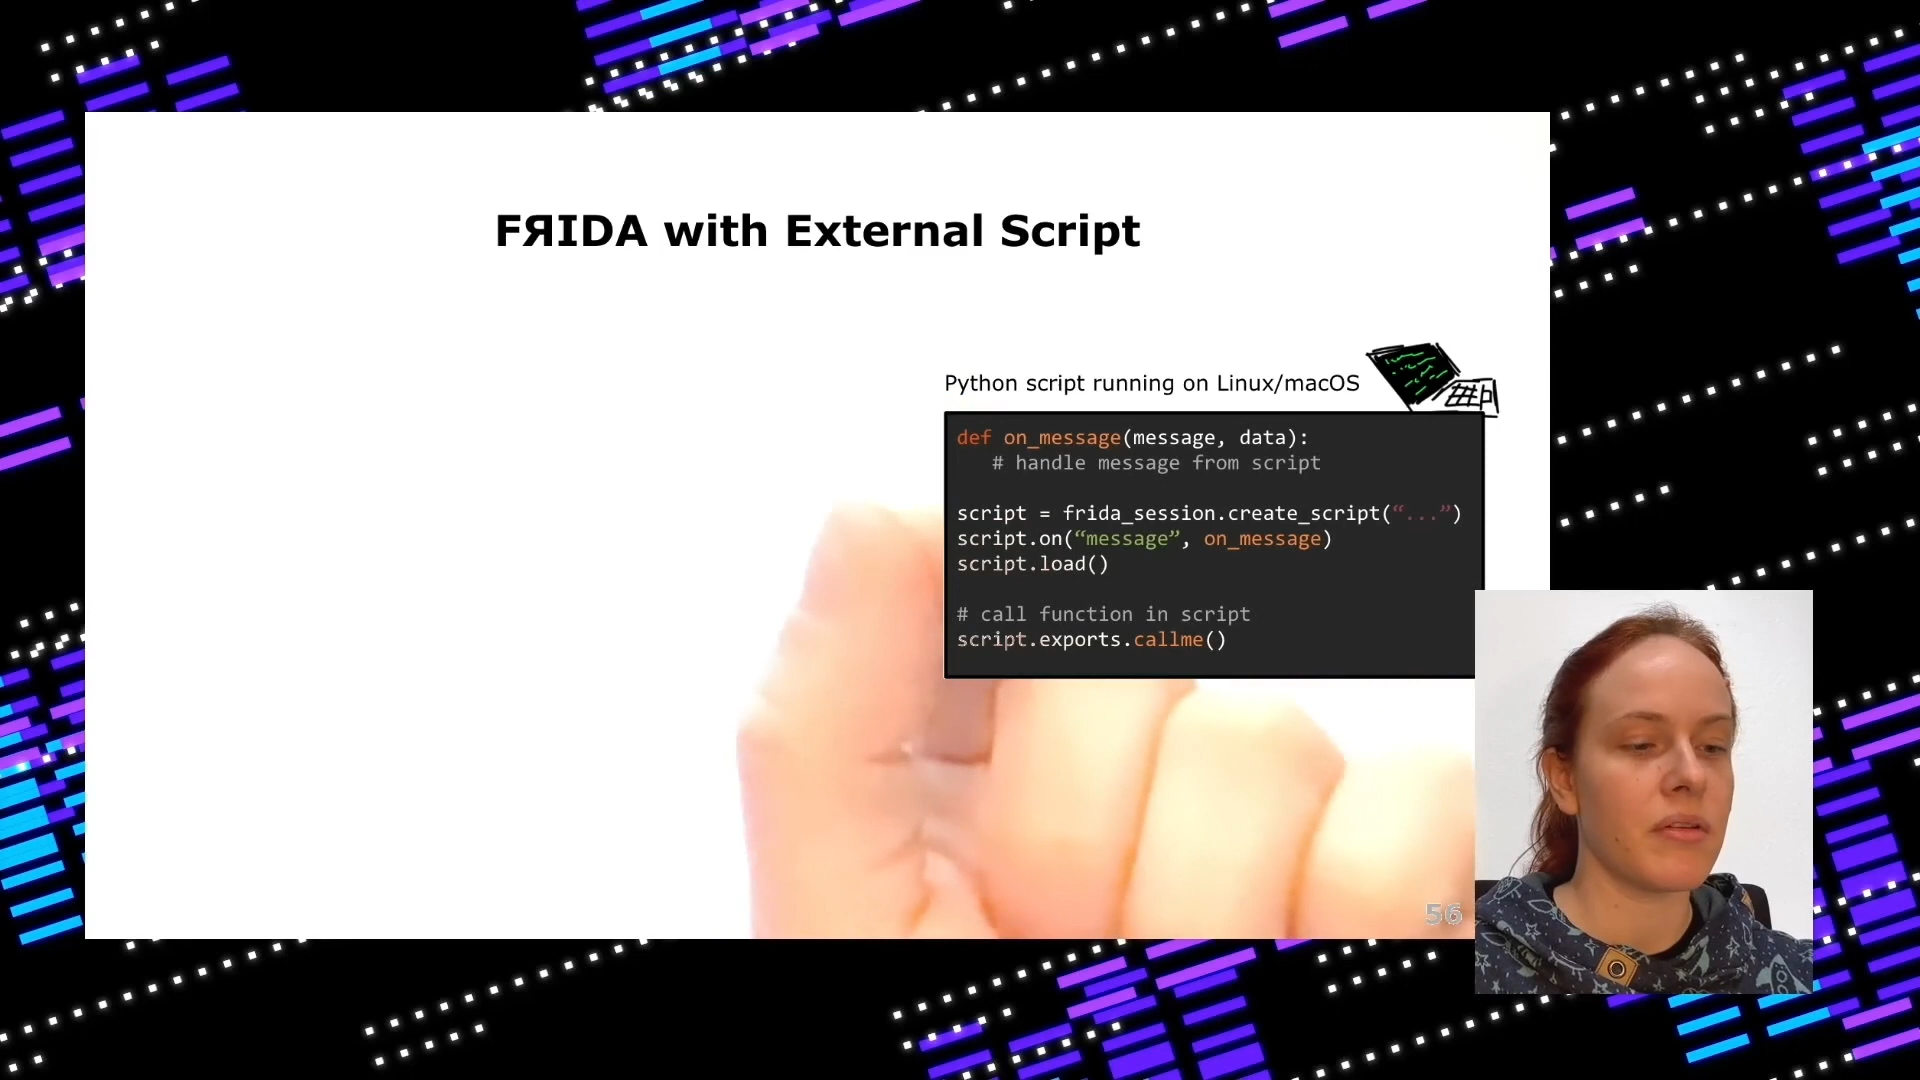 FЯIDA with External Script
Python script running on Linux/macOS
def on_message(message, data):
# handle message from script
script = frida_session.create_script(“...”)
script.on(“message”, on_message)
script.load()
# call function in script
script.exports.callme()
56